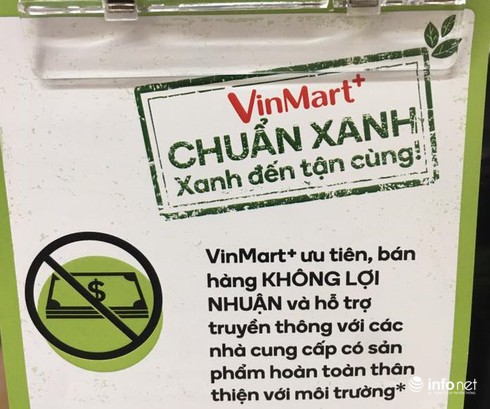 VinMart+
CHUẨN XANH
Xanh đến tận cùng!
$
VinMart+ ưu tiên, bán
hàng KHÔNG LỢI
NHUẬN và hỗ trợ
truyền thông với các
nhà cung cấp có sản
phẩm hoàn toàn thân
thiện với môi trường*
infonet